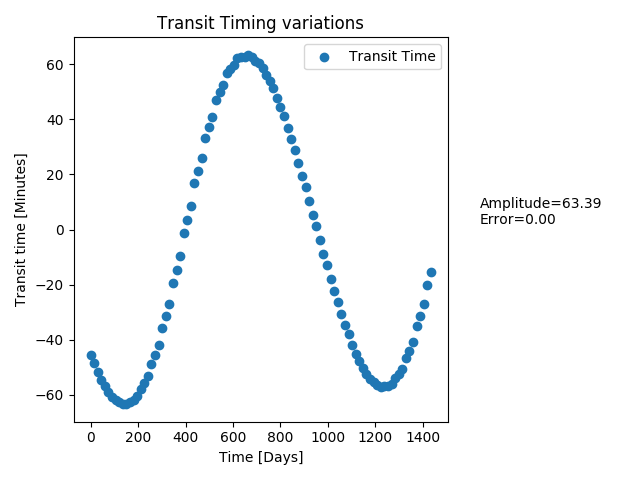 Transit Timing variations
Transit Time
60
40
20
0
−20
−40
−60
Transit time [Minutes]
Amplitude=63.39
Error=0.00
0 200 400 600 800 1000 1200 1400
Time [Days]